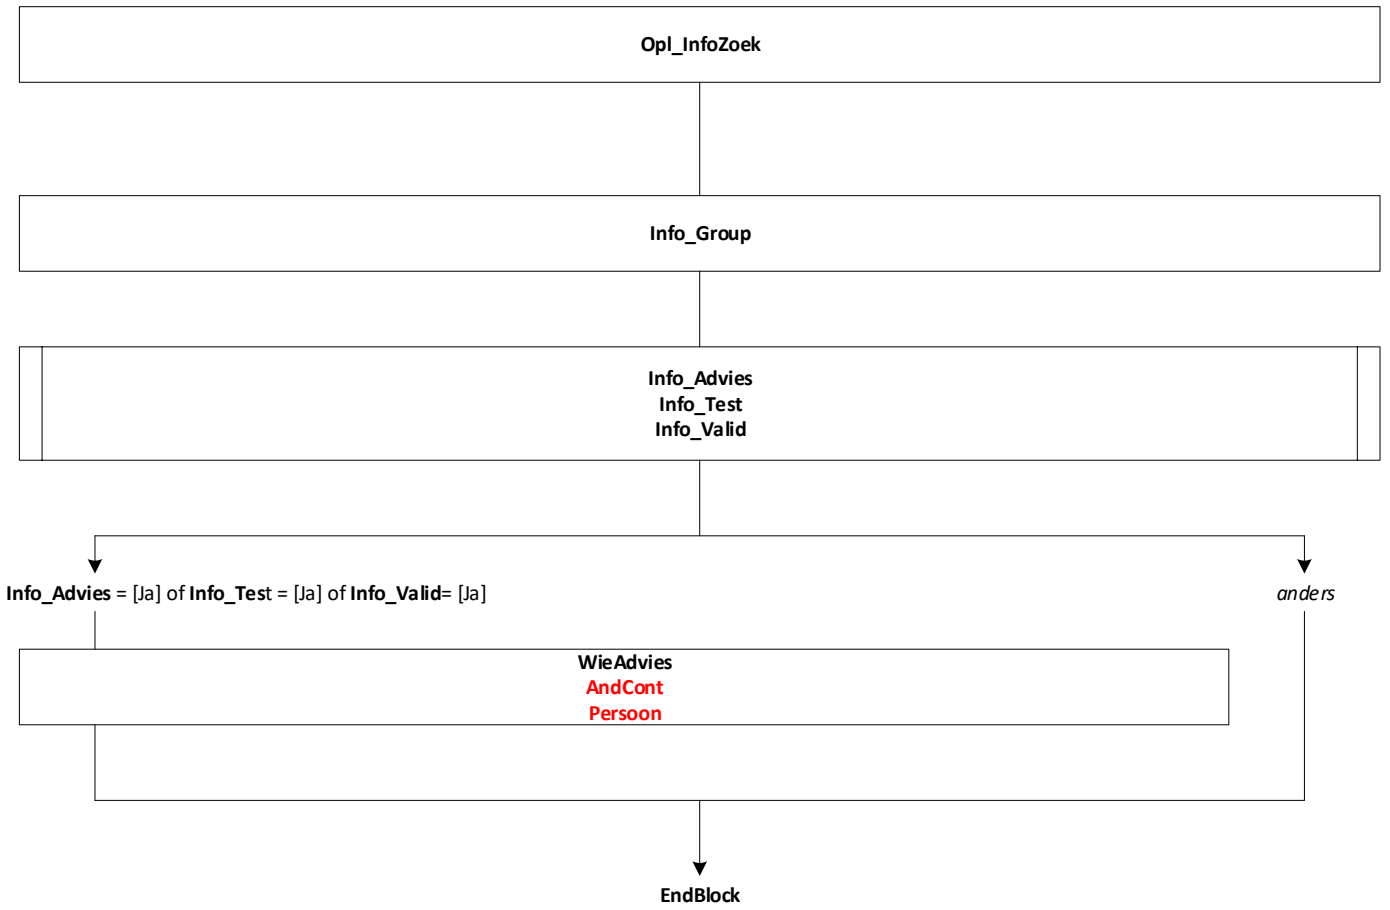 Opl_InfoZoek
Info_Group
Info_Advies
Info_Test
Info_Valid
Info_Advies = [Ja] of Info_Test = [Ja] of Info_Valid= [Ja]
anders
WieAdvies
AndCont
Persoon
EndBlock